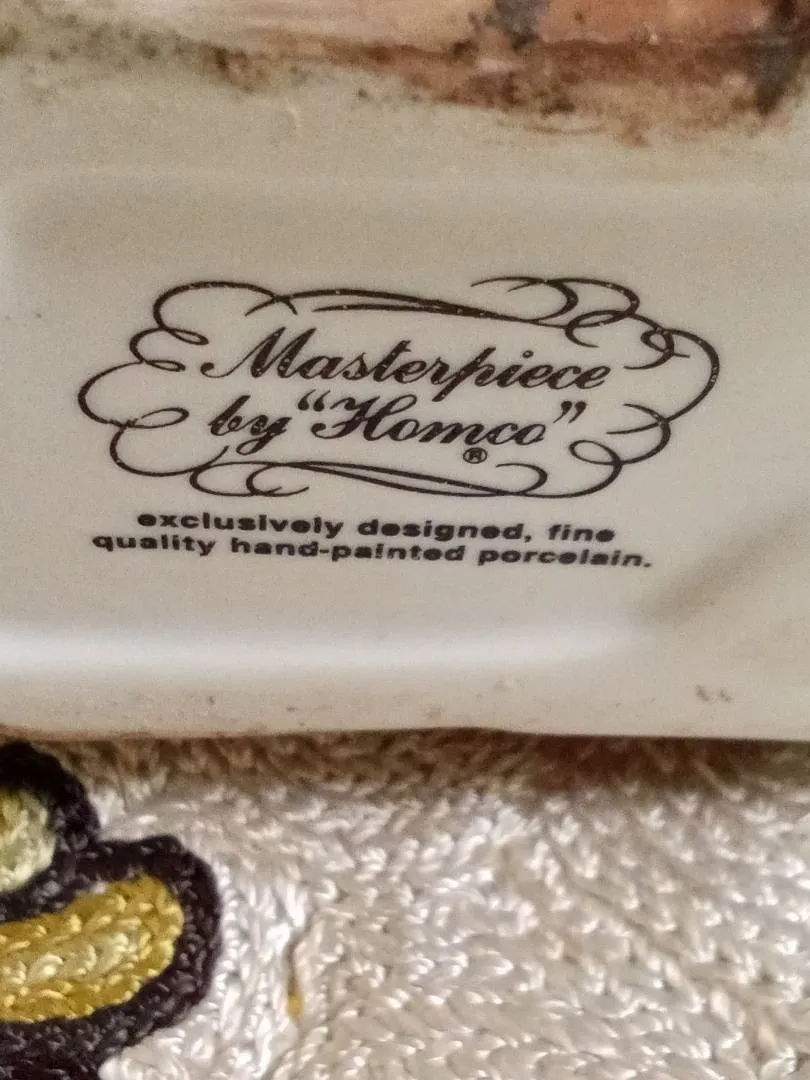 Masterpiece
by “Homco”
®
exclusively designed, fine
quality hand-painted porcelain.